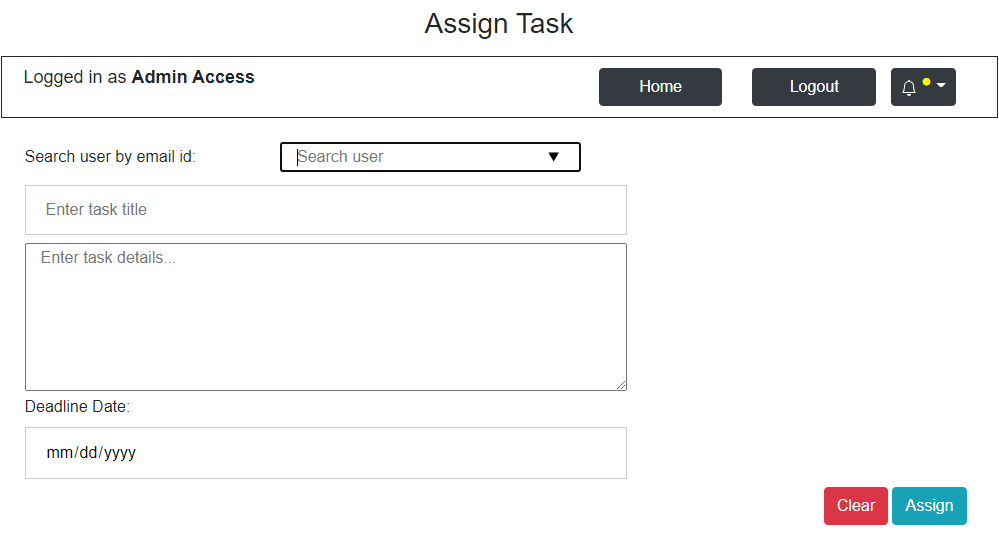 Assign Task
Logged in as Admin Access
Home
Logout
Search user by email id:
Search user
Enter task title
Enter task details...
Deadline Date:
mm/dd/yyyy
Clear
Assign